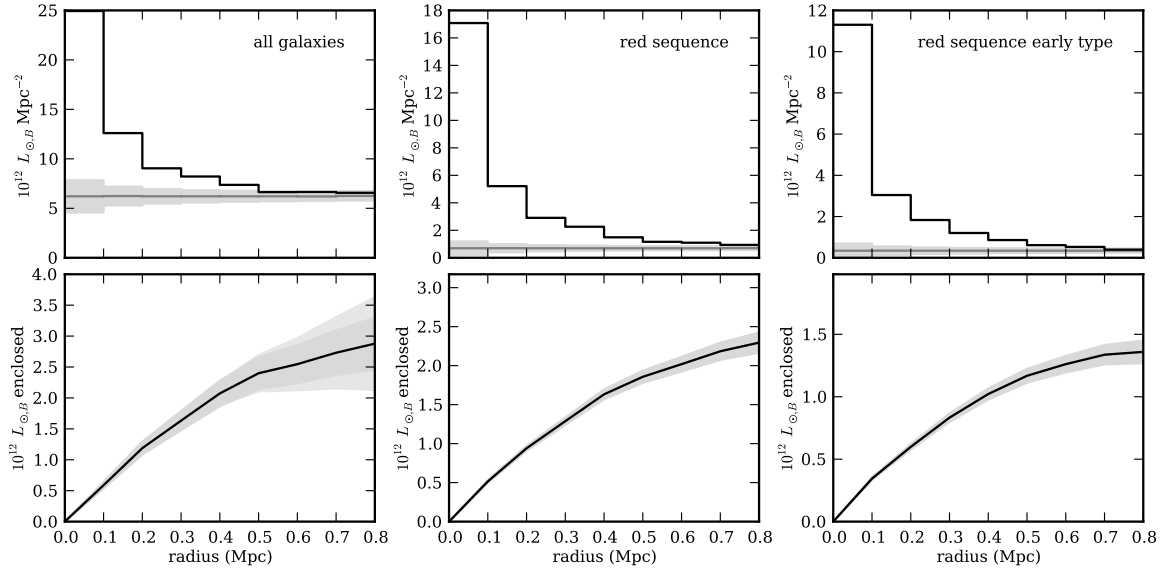 25
20
15
10
5
0
10¹² L⊙,B Mpc⁻²
all galaxies
18
16
14
12
10
8
6
4
2
0
10¹² L⊙,B Mpc⁻²
red sequence
12
10
8
6
4
2
0
10¹² L⊙,B Mpc⁻²
red sequence early type
4.0
3.5
3.0
2.5
2.0
1.5
1.0
0.5
0.0
10¹² L⊙,B enclosed
0.0 0.1 0.2 0.3 0.4 0.5 0.6 0.7 0.8
radius (Mpc)
3.0
2.5
2.0
1.5
1.0
0.5
0.0
10¹² L⊙,B enclosed
0.0 0.1 0.2 0.3 0.4 0.5 0.6 0.7 0.8
radius (Mpc)
1.5
1.0
0.5
0.0
10¹² L⊙,B enclosed
0.0 0.1 0.2 0.3 0.4 0.5 0.6 0.7 0.8
radius (Mpc)